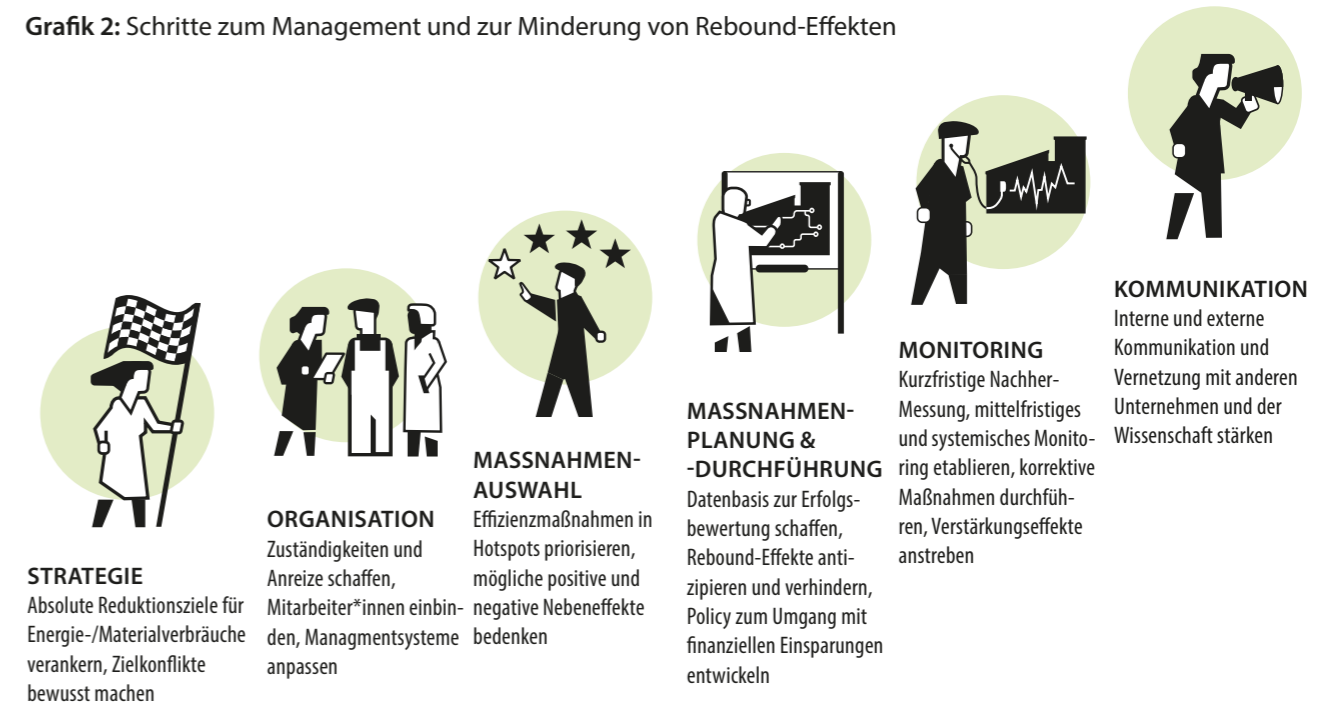 Grafik 2: Schritte zum Management und zur Minderung von Rebound-Effekten
STRATEGIE
Absolute Reduktionsziele für
Energie-/Materialverbräuche
verankern, Zielkonflikte
bewusst machen
ORGANISATION
Zuständigkeiten und
Anreize schaffen,
Mitarbeiter*innen einbin-
den, Managmentsysteme
anpassen
MASSNAHMEN-
AUSWAHL
Effizienzmaßnahmen in
Hotspots priorisieren,
mögliche positive und
negative Nebeneffekte
bedenken
MASSNAHMEN-
PLANUNG &
-DURCHFÜHRUNG
Datenbasis zur Erfolgs-
bewertung schaffen,
Rebound-Effekte anti-
zipieren und verhindern,
Policy zum Umgang mit
finanziellen Einsparungen
entwickeln
MONITORING
Kurzfristige Nachher-
Messung, mittelfristiges
und systemisches Monito-
ring etablieren, korrektive
Maßnahmen durchfüh-
ren, Verstärkungseffekte
anstreben
KOMMUNIKATION
Interne und externe
Kommunikation und
Vernetzung mit anderen
Unternehmen und der
Wissenschaft stärken